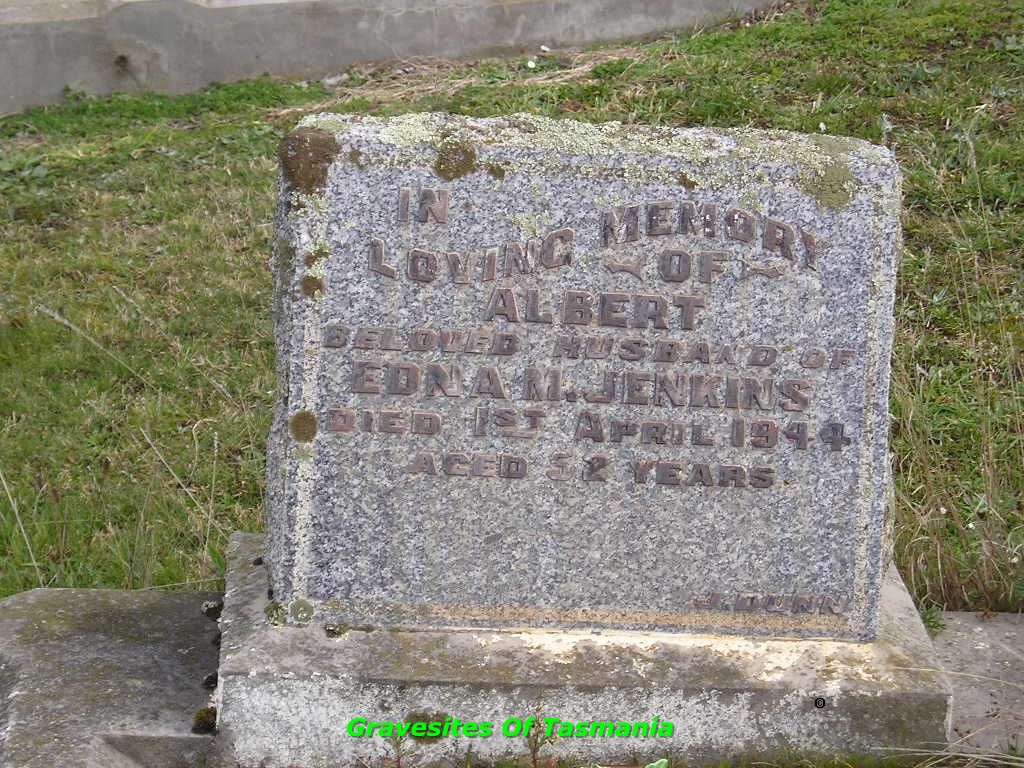 IN
LOVING MEMORY
OF
ALBERT
BELOVED HUSBAND OF
EDNA M. JENKINS
DIED 1ST APRIL 1944
AGED 52 YEARS
J. DUNN
Gravesites Of Tasmania
©